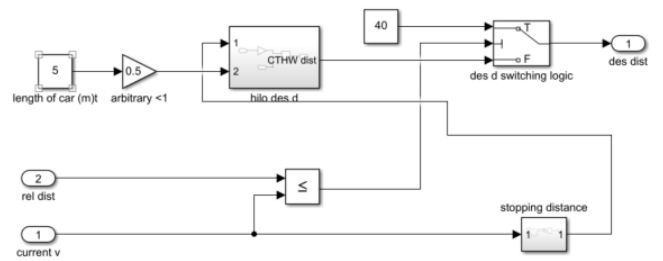 40
T
F
des d switching logic
1
des dist
5
length of car (m)t
0.5
arbitrary <1
1
2
CTHW dist
hilo des d
2
rel dist
≤
1
current v
stopping distance
1
1